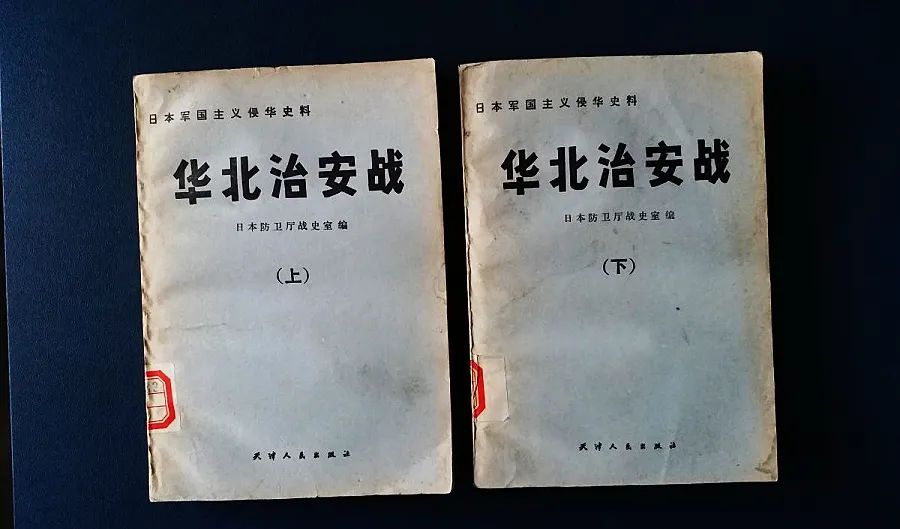 日本军国主义侵华史料
华北治安战
日本防卫厅战史室 编
(上)
天津人民出版社
日本军国主义侵华史料
华北治安战
日本防卫厅战史室 编
(下)
天津人民出版社